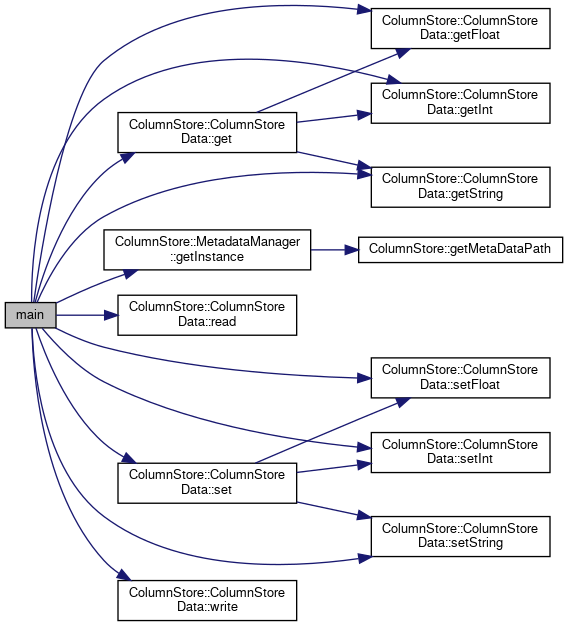 ColumnStore::ColumnStore
Data::getFloat
ColumnStore::ColumnStore
Data::getInt
ColumnStore::ColumnStore
Data::get
ColumnStore::ColumnStore
Data::getString
ColumnStore::MetadataManager
::getInstance
ColumnStore::getMetaDataPath
main
ColumnStore::ColumnStore
Data::read
ColumnStore::ColumnStore
Data::setFloat
ColumnStore::ColumnStore
Data::setInt
ColumnStore::ColumnStore
Data::set
ColumnStore::ColumnStore
Data::setString
ColumnStore::ColumnStore
Data::write